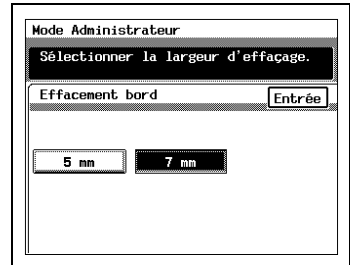 Mode Administrateur
Sélectionner la largeur d'effaçage.
Effacement bord
Entrée
5 mm
7 mm